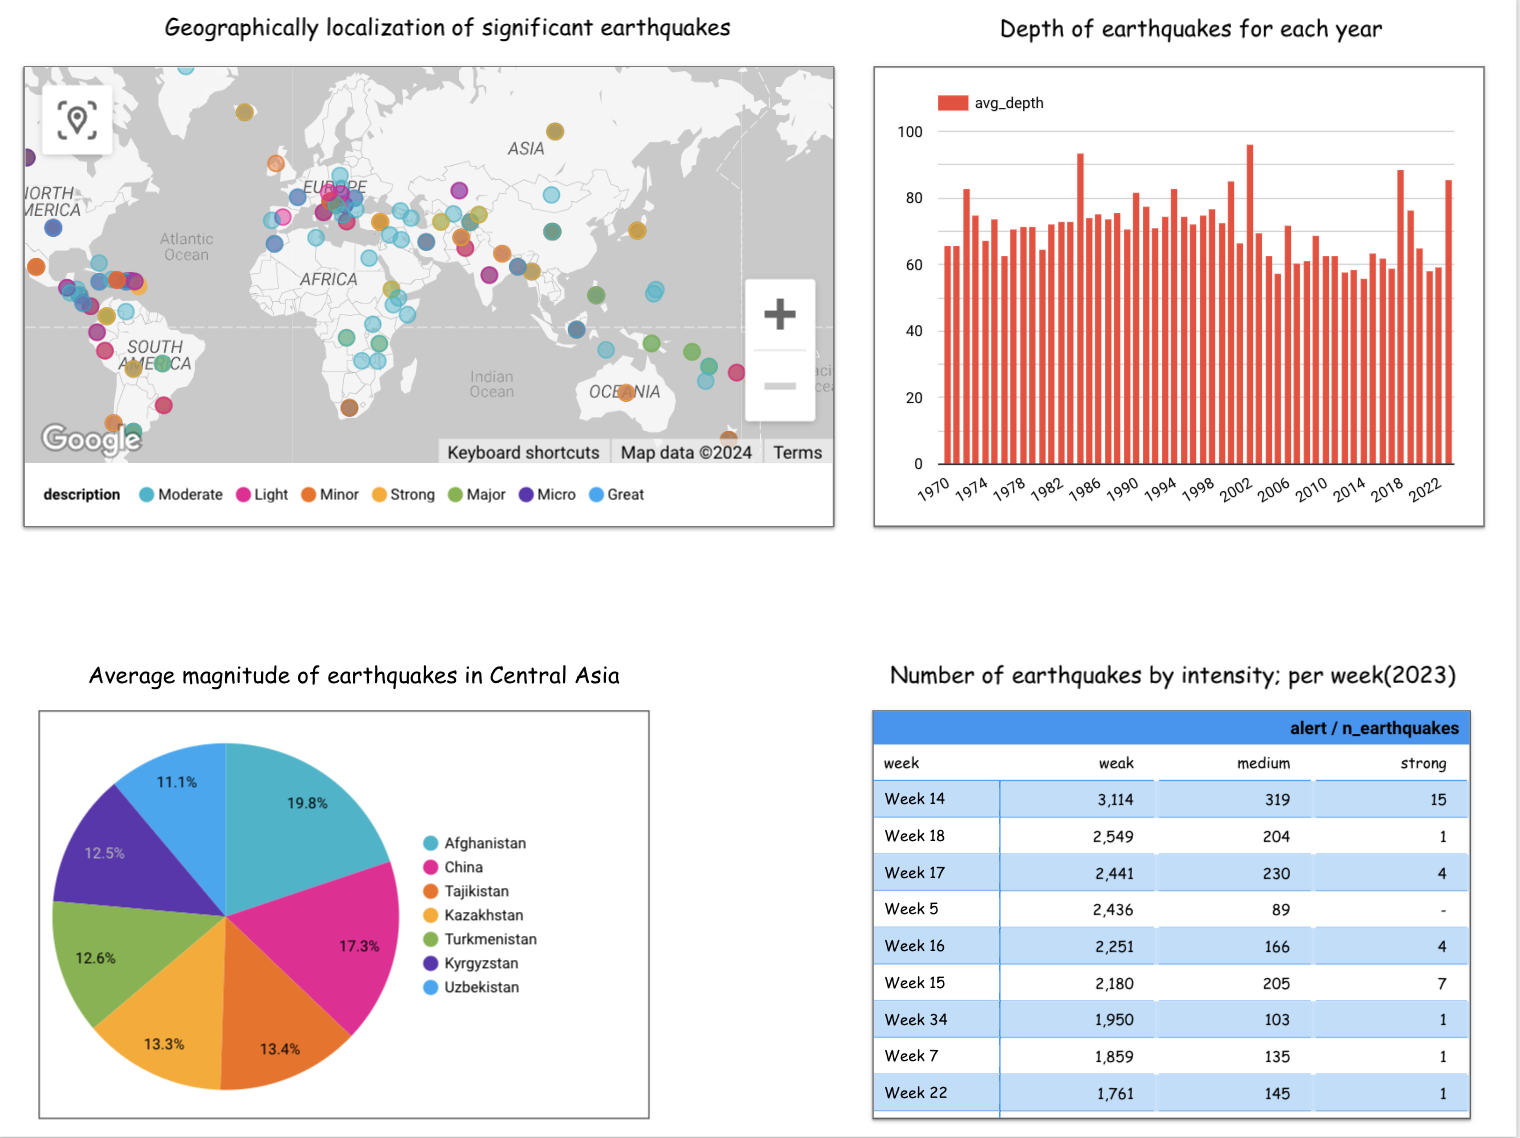 Geographically localization of significant earthquakes
ASIA
EUROPE
NORTH
AMERICA
Atlantic
Ocean
AFRICA
SOUTH
AMERICA
Indian
Ocean
OCEANIA
Google
Keyboard shortcuts
Map data ©2024
Terms
description Moderate Light Minor Strong Major Micro Great
Depth of earthquakes for each year
avg_depth
100
80
60
40
20
0
1970 1974 1978 1982 1986 1990 1994 1998 2002 2006 2010 2014 2018 2022
Average magnitude of earthquakes in Central Asia
11.1%
19.8%
12.5%
17.3%
12.6%
13.3%
13.4%
Afghanistan
China
Tajikistan
Kazakhstan
Turkmenistan
Kyrgyzstan
Uzbekistan
Number of earthquakes by intensity; per week(2023)
alert / n_earthquakes
week weak medium strong
Week 14 3,114 319 15
Week 18 2,549 204 1
Week 17 2,441 230 4
Week 5 2,436 89 -
Week 16 2,251 166 4
Week 15 2,180 205 7
Week 34 1,950 103 1
Week 7 1,859 135 1
Week 22 1,761 145 1